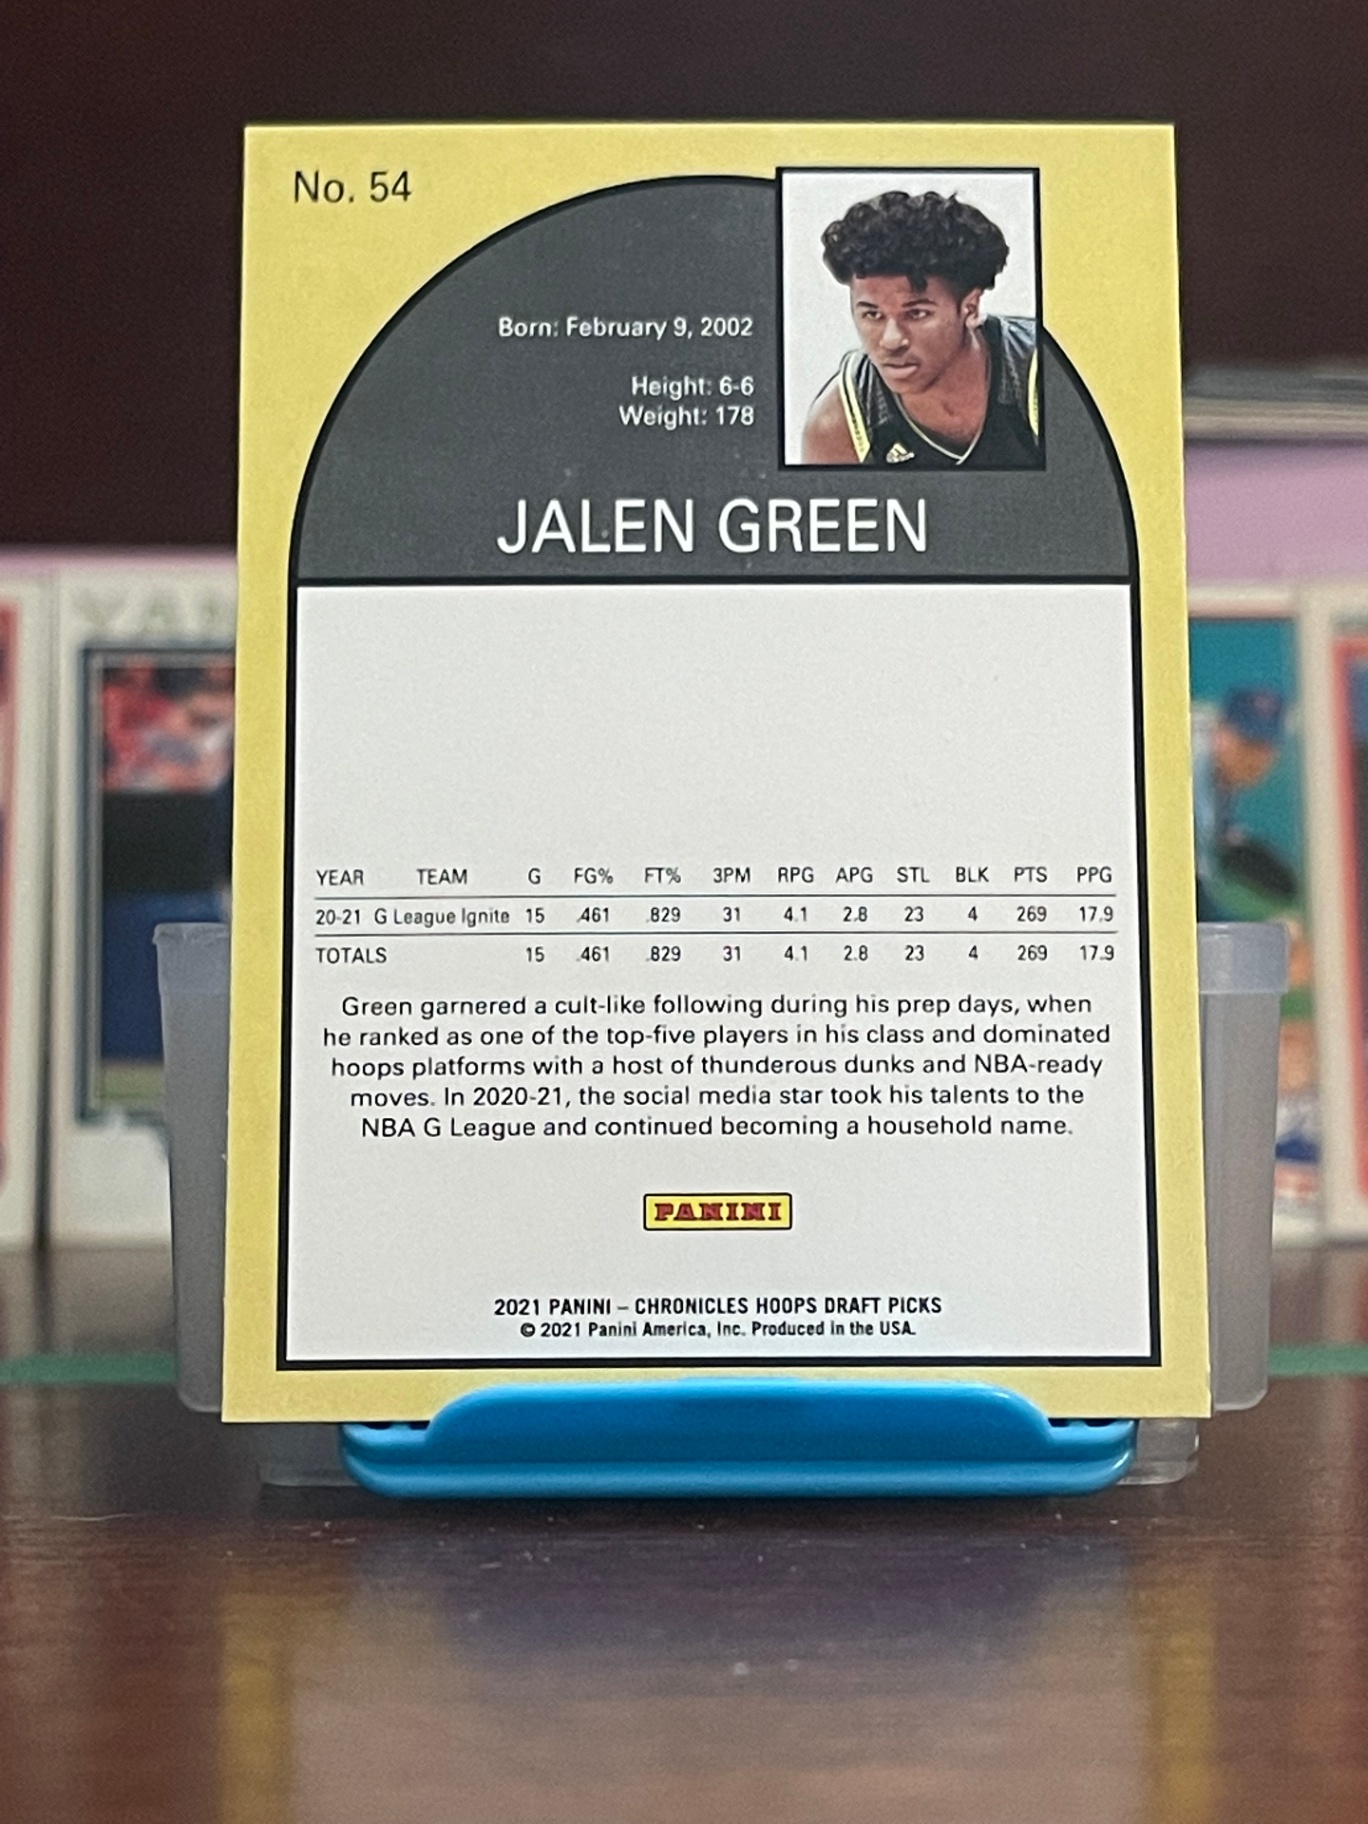 No. 54
Born: February 9, 2002
Height: 6-6
Weight: 178
JALEN GREEN
YEAR TEAM G FG% FT% 3PM RPG APG STL BLK PTS PPG
20-21 G League Ignite 15 .461 .829 31 4.1 2.8 23 4 269 17.9
TOTALS 15 .461 .829 31 4.1 2.8 23 4 269 17.9
Green garnered a cult-like following during his prep days, when
he ranked as one of the top-five players in his class and dominated
hoops platforms with a host of thunderous dunks and NBA-ready
moves. In 2020-21, the social media star took his talents to the
NBA G League and continued becoming a household name.
PANINI
2021 PANINI – CHRONICLES HOOPS DRAFT PICKS
© 2021 Panini America, Inc. Produced in the USA.